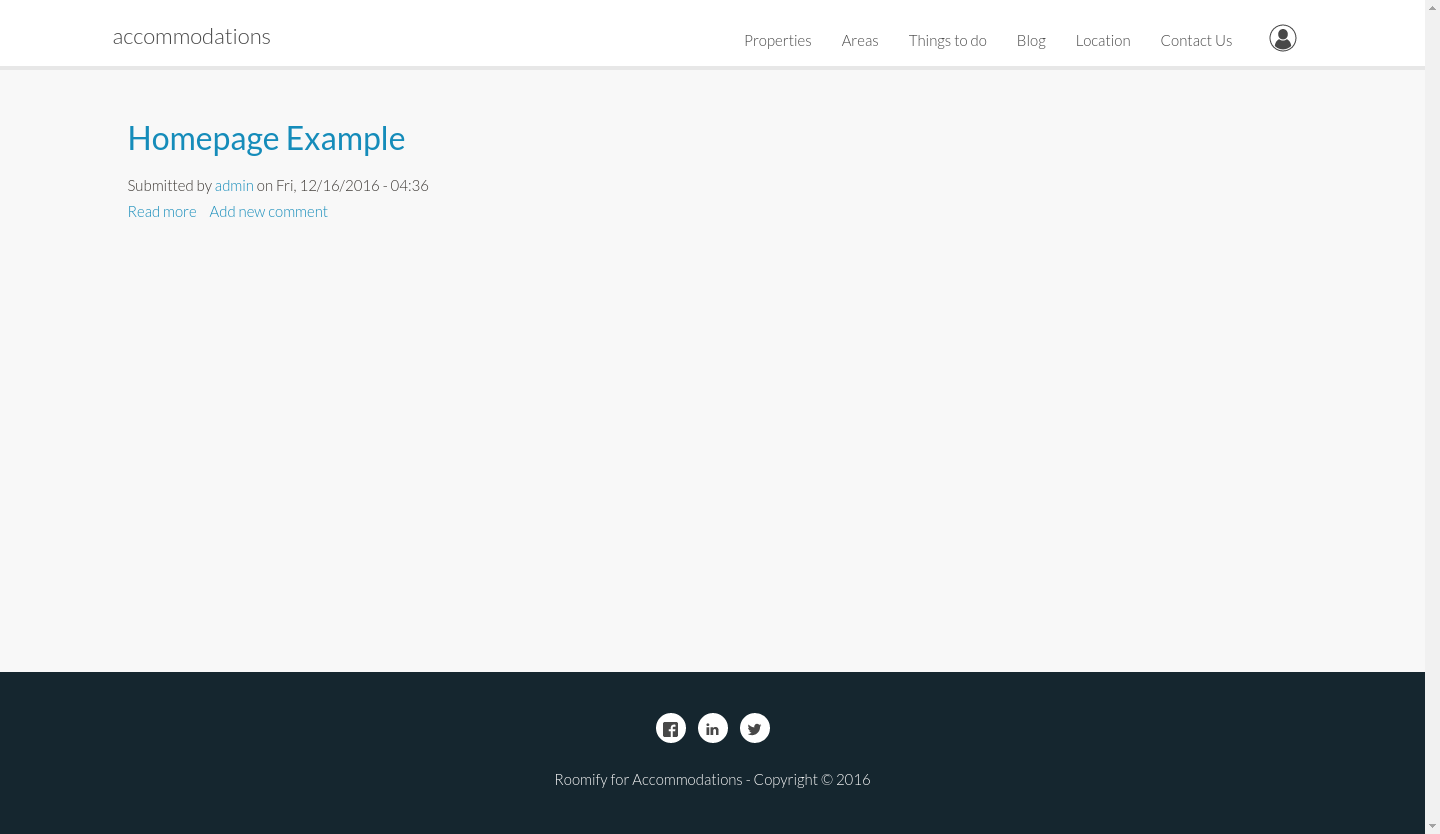 accommodations
Properties Areas Things to do Blog Location Contact Us
Homepage Example
Submitted by admin on Fri, 12/16/2016 - 04:36
Read more Add new comment
Roomify for Accommodations - Copyright © 2016